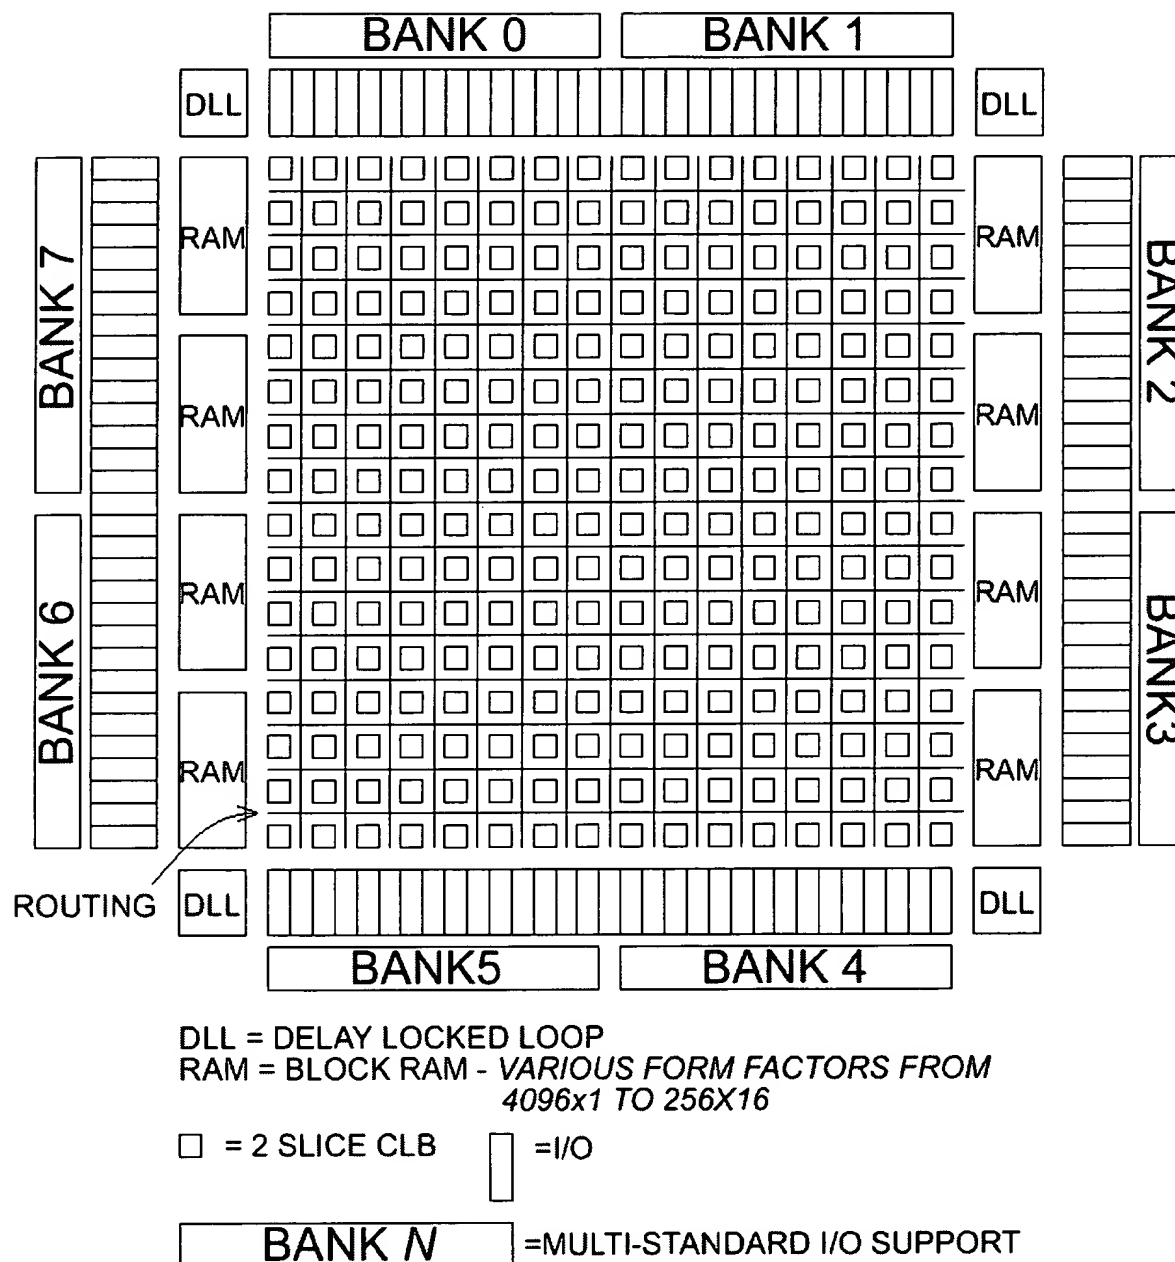 BANK 0
BANK 1
DLL
DLL
BANK 7
RAM
RAM
BANK 2
RAM
RAM
BANK 6
RAM
RAM
BANK3
RAM
RAM
ROUTING
DLL
DLL
BANK5
BANK 4
DLL = DELAY LOCKED LOOP
RAM = BLOCK RAM - VARIOUS FORM FACTORS FROM
4096x1 TO 256X16
= 2 SLICE CLB
=I/O
BANK N
=MULTI-STANDARD I/O SUPPORT